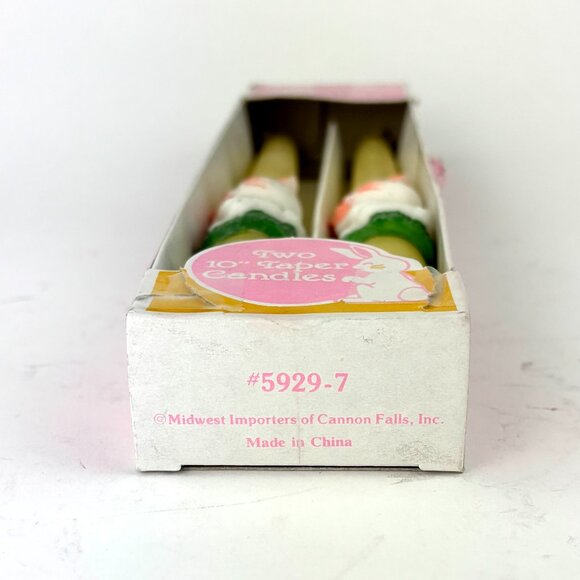 Two
10" Taper
Candles
#5929-7
©Midwest Importers of Cannon Falls, Inc.
Made in China